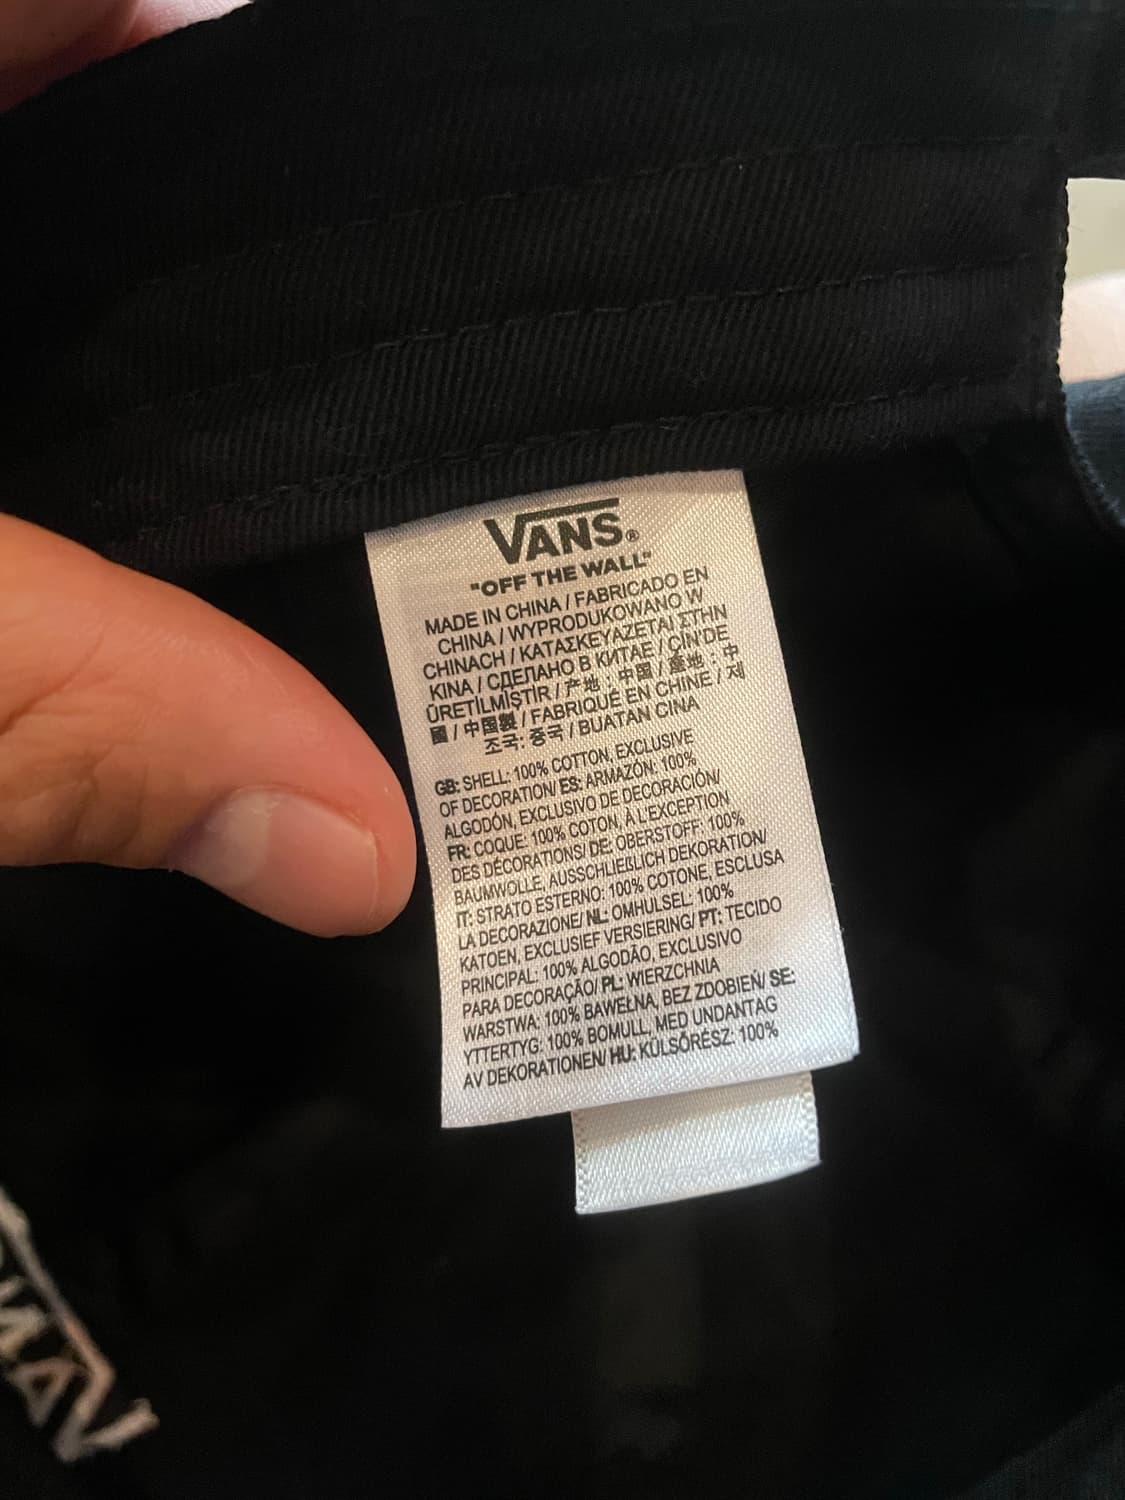 VANS®
"OFF THE WALL"
MADE IN CHINA / FABRICADO EN
CHINA / WYPRODUKOWANO W
CHINACH / ΚΑΤΑΣΚΕΥΑΖΕΤΑΙ ΣΤΗΝ
ΚΙΝΑ / СДЕЛАНО В КИТАЕ / ÇİN'DE
ÜRETİLMİŞTİR / 产地：中国 / 產地：中
國 / 中国製 / FABRIQUÉ EN CHINE / 제
조국: 중국 / BUATAN CINA
GB: SHELL: 100% COTTON, EXCLUSIVE
OF DECORATION/ ES: ARMAZÓN: 100%
ALGODÓN, EXCLUSIVO DE DECORACIÓN/
FR: COQUE: 100% COTON, À L'EXCEPTION
DES DÉCORATIONS/ DE: OBERSTOFF: 100%
BAUMWOLLE, AUSSCHLIEßLICH DEKORATION/
IT: STRATO ESTERNO: 100% COTONE, ESCLUSA
LA DECORAZIONE/ NL: OMHULSEL: 100%
KATOEN, EXCLUSIEF VERSIERING/ PT: TECIDO
PRINCIPAL: 100% ALGODÃO, EXCLUSIVO
PARA DECORAÇÃO/ PL: WIERZCHNIA
WARSTWA: 100% BAWEŁNA, BEZ ZDOBIEŃ/ SE:
YTTERTYG: 100% BOMULL, MED UNDANTAG
AV DEKORATIONEN/ HU: KÜLSŐRÉSZ: 100%
VANS